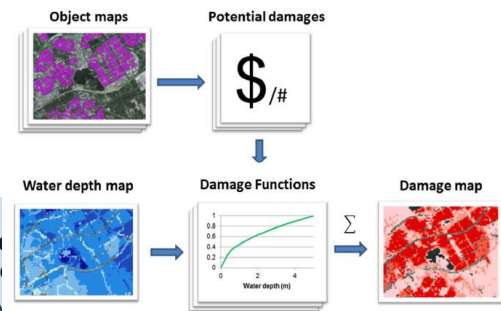 Object maps
Potential damages
$/#
Water depth map
Damage Functions
Damage map
1
0.8
0.6
0.4
0.2
0
0
2
4
Water depth (m)
Σ